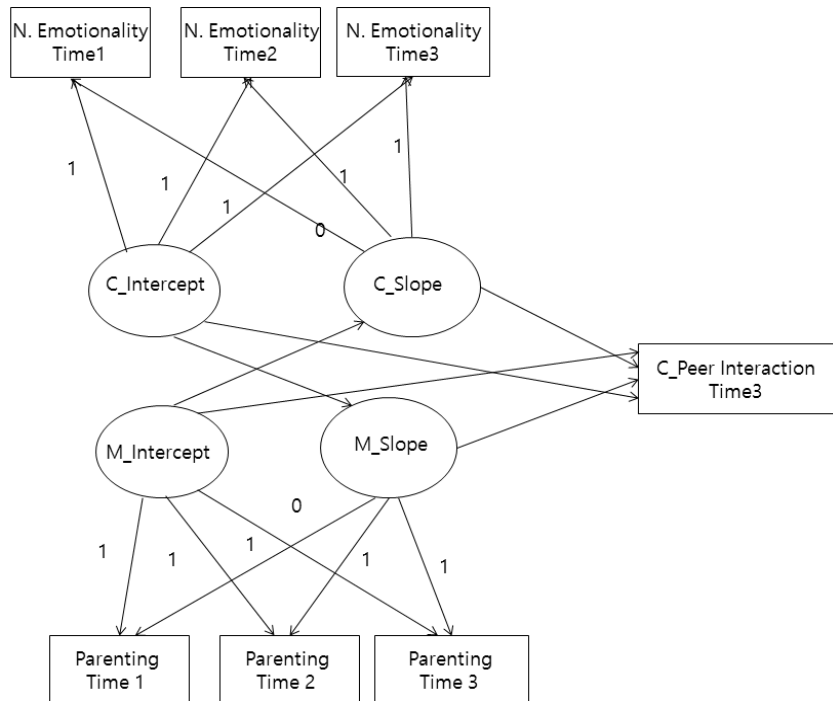 N. Emotionality
Time1
N. Emotionality
Time2
N. Emotionality
Time3
1
1
1
0
1
1
C_Intercept
C_Slope
C_Peer Interaction
Time3
M_Intercept
M_Slope
1
1
1
0
1
1
Parenting
Time 1
Parenting
Time 2
Parenting
Time 3